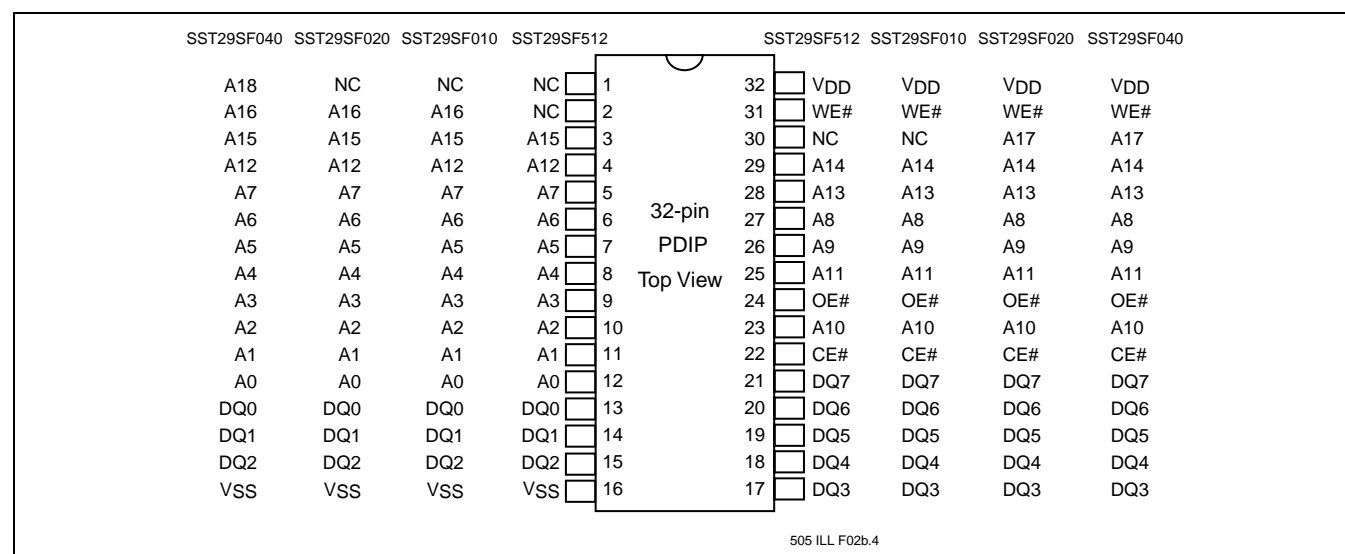 SST29SF040 SST29SF020 SST29SF010 SST29SF512 SST29SF512 SST29SF010 SST29SF020 SST29SF040
A18 NC NC NC 1 32 VDD VDD VDD VDD
A16 A16 A16 NC 2 31 WE# WE# WE# WE#
A15 A15 A15 A15 3 30 NC NC A17 A17
A12 A12 A12 A12 4 29 A14 A14 A14 A14
A7 A7 A7 A7 5 28 A13 A13 A13 A13
A6 A6 A6 A6 6 32-pin 27 A8 A8 A8 A8
A5 A5 A5 A5 7 PDIP 26 A9 A9 A9 A9
A4 A4 A4 A4 8 Top View 25 A11 A11 A11 A11
A3 A3 A3 A3 9 24 OE# OE# OE# OE#
A2 A2 A2 A2 10 23 A10 A10 A10 A10
A1 A1 A1 A1 11 22 CE# CE# CE# CE#
A0 A0 A0 A0 12 21 DQ7 DQ7 DQ7 DQ7
DQ0 DQ0 DQ0 DQ0 13 20 DQ6 DQ6 DQ6 DQ6
DQ1 DQ1 DQ1 DQ1 14 19 DQ5 DQ5 DQ5 DQ5
DQ2 DQ2 DQ2 DQ2 15 18 DQ4 DQ4 DQ4 DQ4
VSS VSS VSS VSS 16 17 DQ3 DQ3 DQ3 DQ3
505 ILL F02b.4